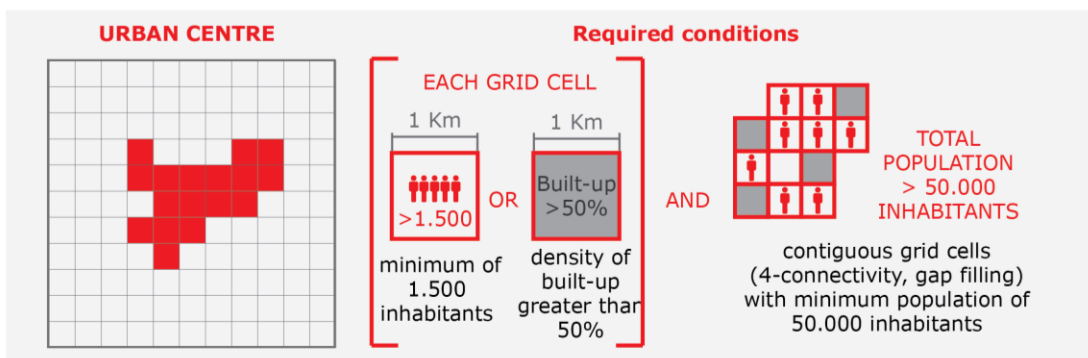 URBAN CENTRE
Required conditions
EACH GRID CELL
1 Km
>1.500
minimum of
1.500
inhabitants
OR
1 Km
Built-up
>50%
density of
built-up
greater than
50%
AND
TOTAL
POPULATION
> 50.000
INHABITANTS
contiguous grid cells
(4-connectivity, gap filling)
with minimum population of
50.000 inhabitants